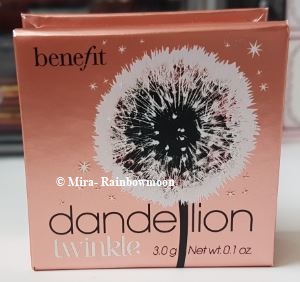 benefit
© Mira- Rainbowmoon
dandelion
twinkle 3.0 g Net wt. 0.1 oz.